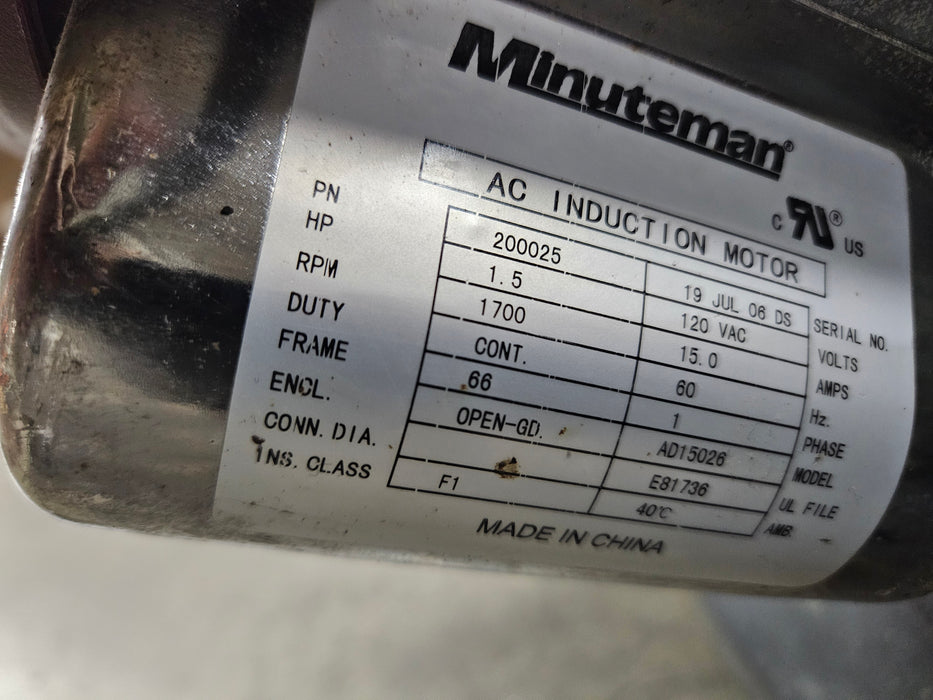 Minuteman®
AC INDUCTION MOTOR
C RU® US
PN 200025 19 JUL 06 DS SERIAL NO.
HP 1.5 120 VAC VOLTS
RPM 1700 15.0 AMPS
DUTY CONT. 60 Hz.
FRAME 66 1 PHASE
ENCL. OPEN-GD. AD15026 MODEL
CONN. DIA. E81736 UL FILE
INS. CLASS F1 40℃ AMB.
MADE IN CHINA